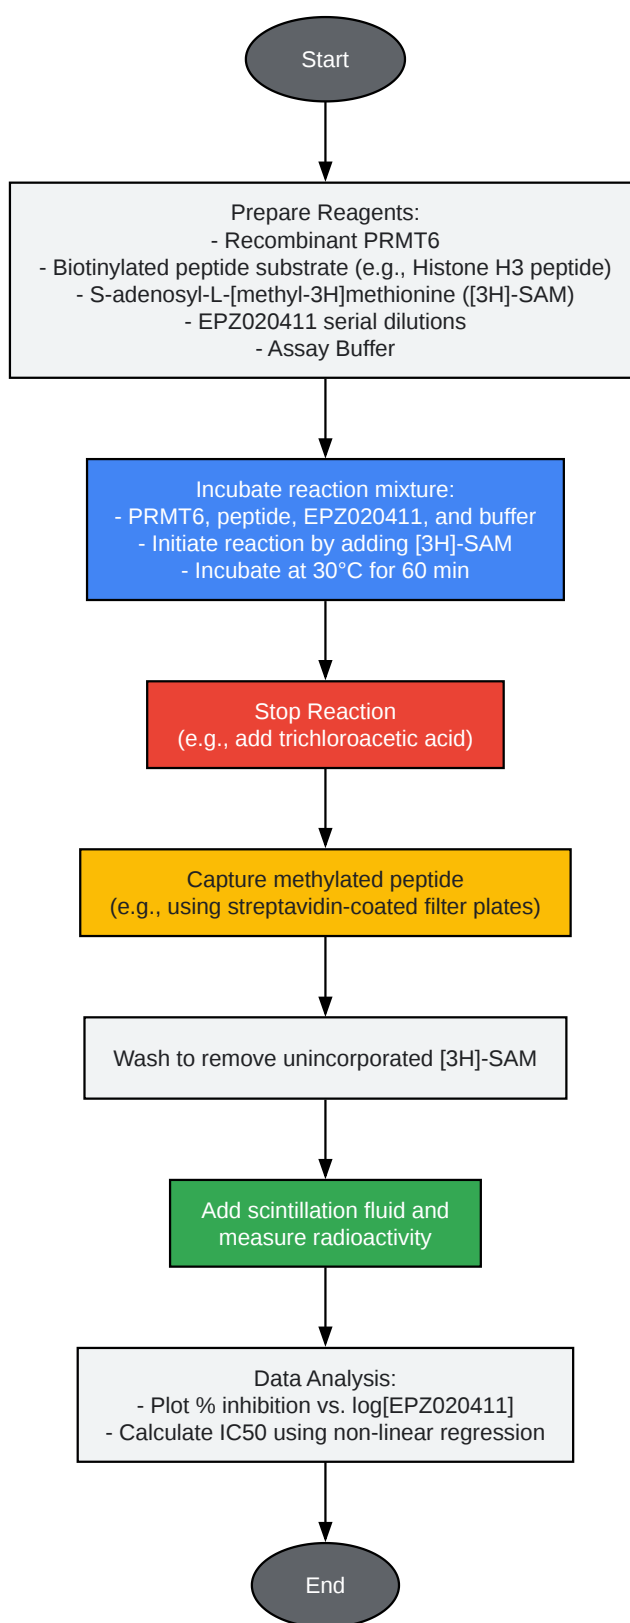 Start
Prepare Reagents:
- Recombinant PRMT6
- Biotinylated peptide substrate (e.g., Histone H3 peptide)
- S-adenosyl-L-[methyl-3H]methionine ([3H]-SAM)
- EPZ020411 serial dilutions
- Assay Buffer
Incubate reaction mixture:
- PRMT6, peptide, EPZ020411, and buffer
- Initiate reaction by adding [3H]-SAM
- Incubate at 30°C for 60 min
Stop Reaction
(e.g., add trichloroacetic acid)
Capture methylated peptide
(e.g., using streptavidin-coated filter plates)
Wash to remove unincorporated [3H]-SAM
Add scintillation fluid and
measure radioactivity
Data Analysis:
- Plot % inhibition vs. log[EPZ020411]
- Calculate IC50 using non-linear regression
End